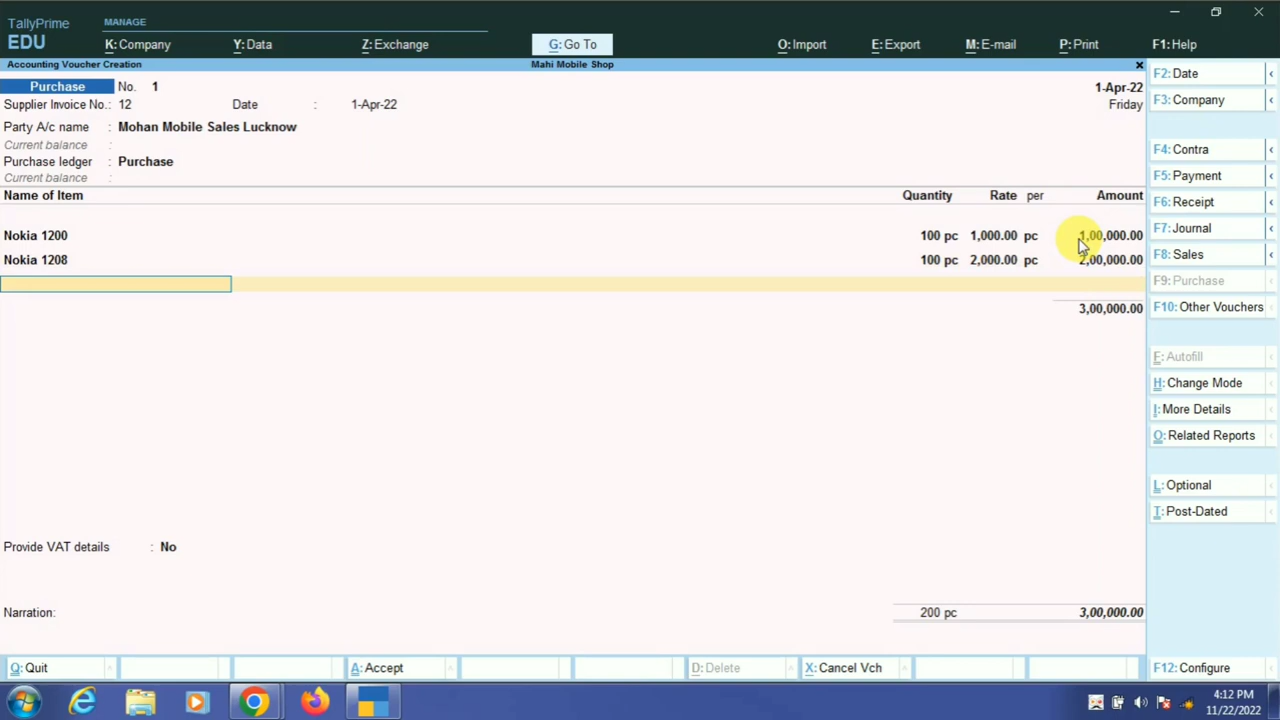 TallyPrime
EDU
MANAGE
K:Company
Y:Data
Z:Exchange
G:Go To
O:Import
E:Export
M:E-mail
P:Print
F1:Help
Accounting Voucher Creation
Mahi Mobile Shop
x
Purchase No. 1
1-Apr-22
Supplier Invoice No.: 12 Date : 1-Apr-22
Friday
Party A/c name : Mohan Mobile Sales Lucknow
Current balance :
Purchase ledger : Purchase
Current balance :
Name of Item Quantity Rate per Amount
Nokia 1200 100 pc 1,000.00 pc 1,00,000.00
Nokia 1208 100 pc 2,000.00 pc 2,00,000.00
3,00,000.00
Provide VAT details : No
Narration: 200 pc 3,00,000.00
Q:Quit
A:Accept
D:Delete
X:Cancel Vch
F2:Date
F3:Company
F4:Contra
F5:Payment
F6:Receipt
F7:Journal
F8:Sales
F9:Purchase
F10:Other Vouchers
F:Autofill
H:Change Mode
I:More Details
O:Related Reports
L:Optional
T:Post-Dated
F12:Configure
4:12 PM
11/22/2022